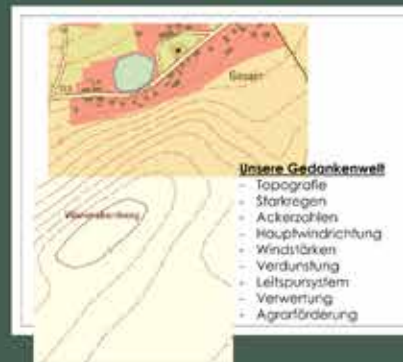 Unsere Gedankenwelt
- Topografie
- Starkregen
- Ackerzahlen
- Hauptwindrichtung
- Windstärken
- Verdunstung
- Leitspursystem
- Verwertung
- Agrarförderung